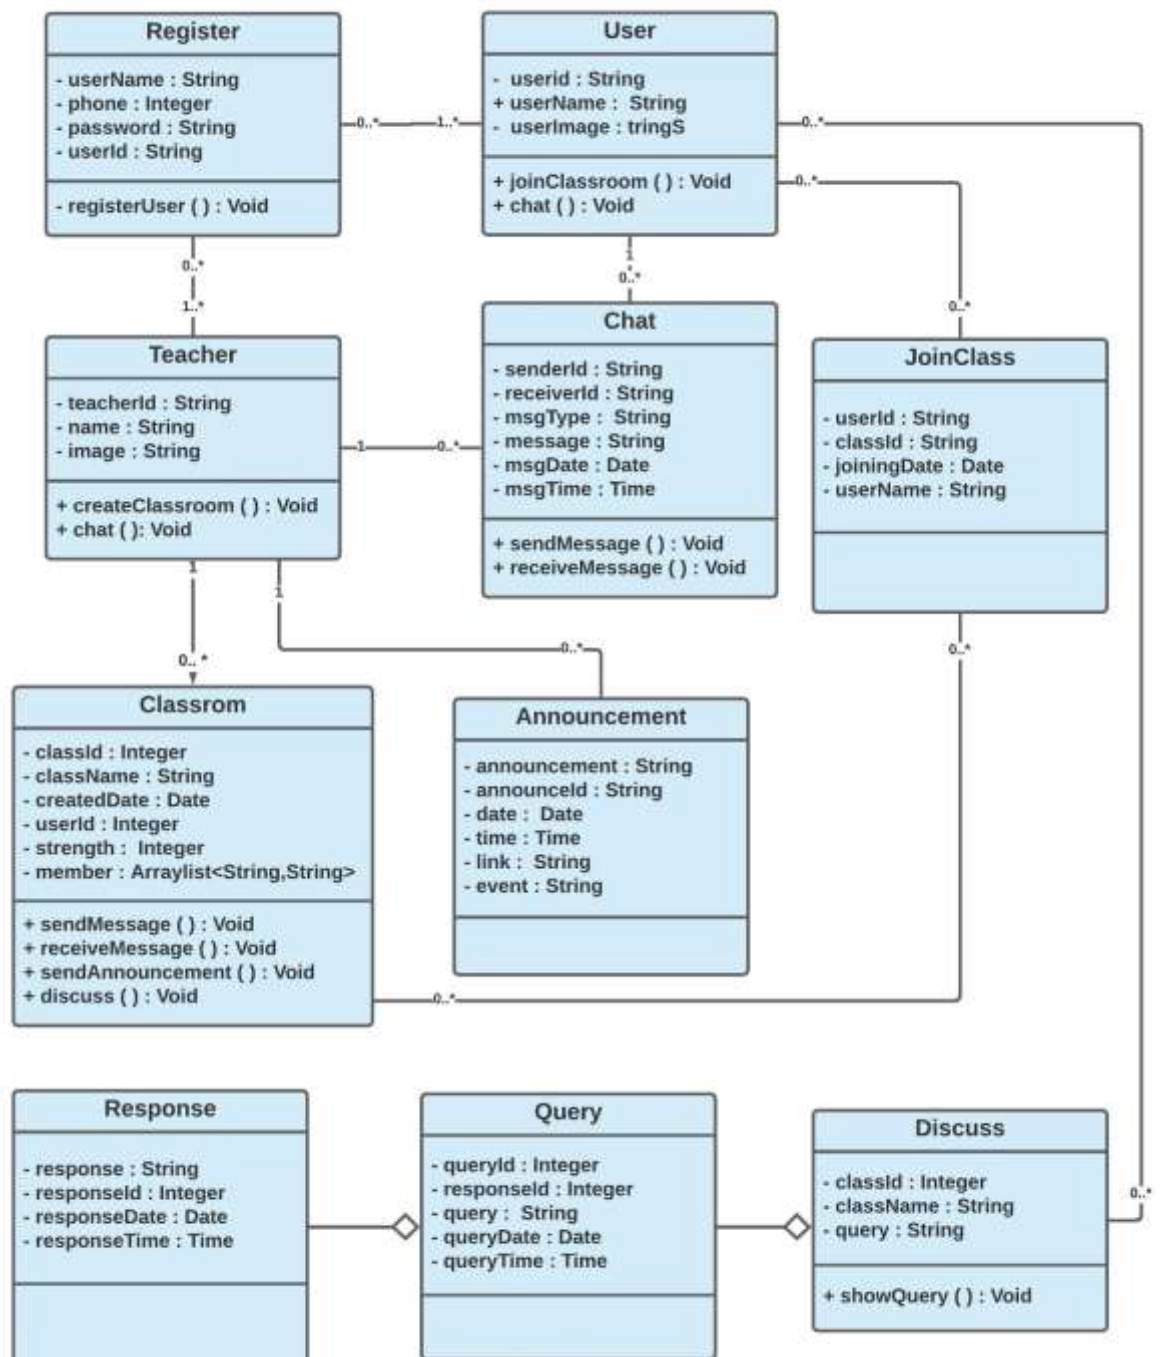 Register
- userName : String
- phone : Integer
- password : String
- userId : String
- registerUser ( ) : Void
User
- userid : String
+ userName : String
- userImage : tringS
+ joinClassroom ( ) : Void
+ chat ( ) : Void
0..*
1..*
0..*
0..*
0..*
1..*
1
0..*
0..*
Teacher
- teacherId : String
- name : String
- image : String
+ createClassroom ( ) : Void
+ chat ( ): Void
1
0..*
Chat
- senderId : String
- receiverId : String
- msgType : String
- message : String
- msgDate : Date
- msgTime : Time
+ sendMessage ( ) : Void
+ receiveMessage ( ) : Void
JoinClass
- userId : String
- classId : String
- joiningDate : Date
- userName : String
1
0.. *
1
0..*
0..*
Classrom
- classId : Integer
- className : String
- createdDate : Date
- userId : Integer
- strength : Integer
- member : Arraylist<String,String>
+ sendMessage ( ) : Void
+ receiveMessage ( ) : Void
+ sendAnnouncement ( ) : Void
+ discuss ( ) : Void
0..*
Announcement
- announcement : String
- announceId : String
- date : Date
- time : Time
- link : String
- event : String
Response
- response : String
- responseId : Integer
- responseDate : Date
- responseTime : Time
Query
- queryId : Integer
- responseId : Integer
- query : String
- queryDate : Date
- queryTime : Time
Discuss
- classId : Integer
- className : String
- query : String
+ showQuery ( ) : Void
0..*